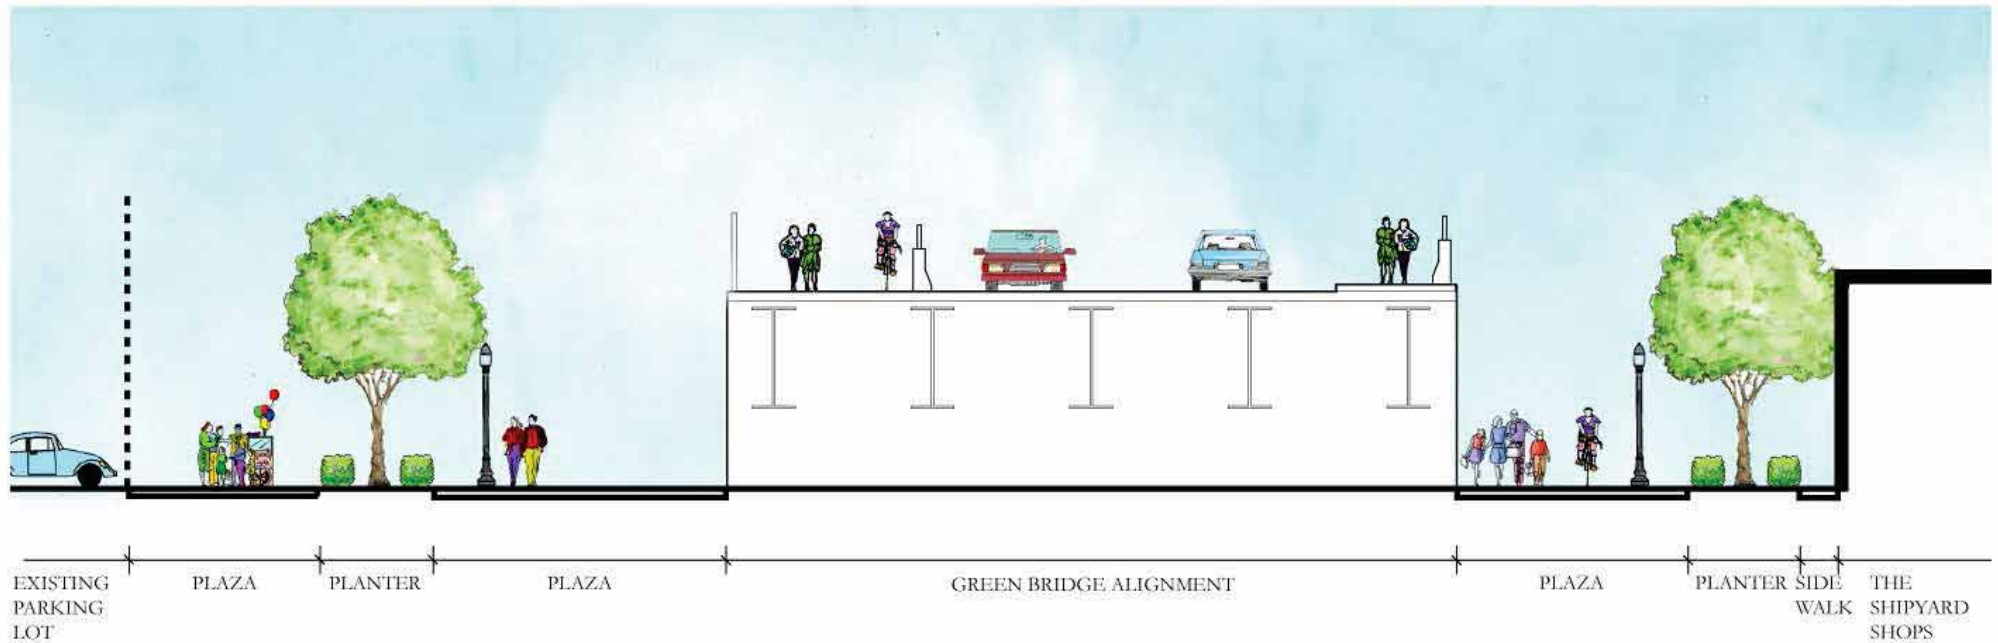 EXISTING
PARKING
LOT
PLAZA
PLANTER
PLAZA
GREEN BRIDGE ALIGNMENT
PLAZA
PLANTER
SIDE
WALK
THE
SHIPYARD
SHOPS